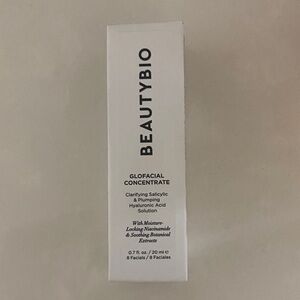 BEAUTYBIO
GLOFACIAL
CONCENTRATE
Clarifying Salicylic
& Plumping
Hyaluronic Acid
Solution
With Moisture-
Locking Niacinamide
& Soothing Botanical
Extracts
0.7 fl. oz. / 20 ml ℮
8 Facials / 8 Faciales